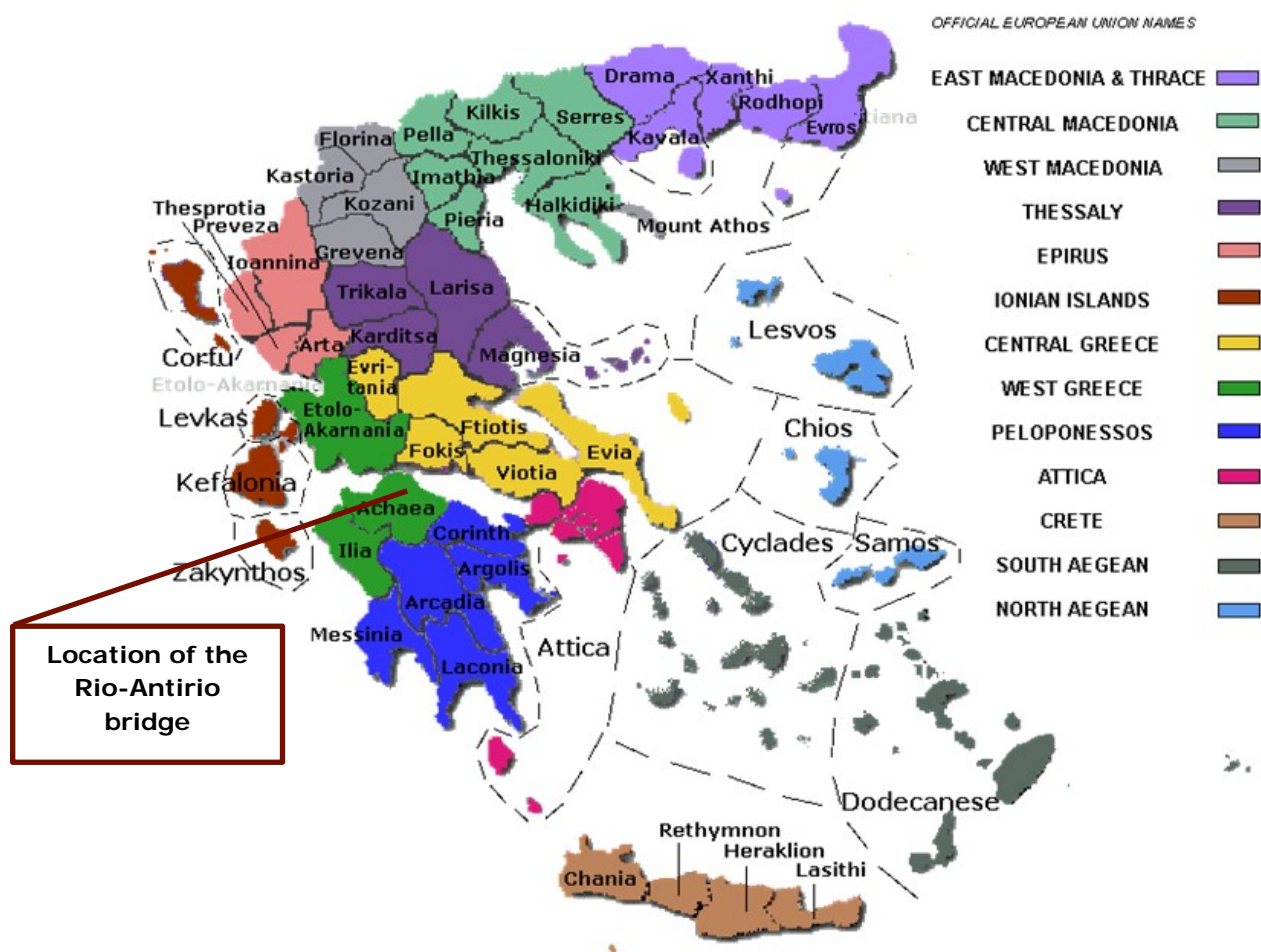 OFFICIAL EUROPEAN UNION NAMES
EAST MACEDONIA & THRACE
CENTRAL MACEDONIA
WEST MACEDONIA
THESSALY
EPIRUS
IONIAN ISLANDS
CENTRAL GREECE
WEST GREECE
PELOPONESSOS
ATTICA
CRETE
SOUTH AEGEAN
NORTH AEGEAN
Drama
Xanthi
Rodhopi
Evros
tiana
Kavala
Serres
Kilkis
Pella
Thessaloniki
Imathia
Halkidiki
Pieria
Mount Athos
Florina
Kastoria
Kozani
Grevena
Thesprotia
Preveza
Ioannina
Arta
Trikala
Larisa
Karditsa
Magnesia
Corfu
Etolo-Akarnania
Levkas
Kefalonia
Zakynthos
Evri-
tania
Etolo-
Akarnania
Ftiotis
Fokis
Viotia
Evia
Achaea
Ilia
Corinth
Argolis
Arcadia
Messinia
Laconia
Attica
Lesvos
Chios
Samos
Cyclades
Dodecanese
Chania
Rethymnon
Heraklion
Lasithi
Location of the
Rio-Antirio
bridge